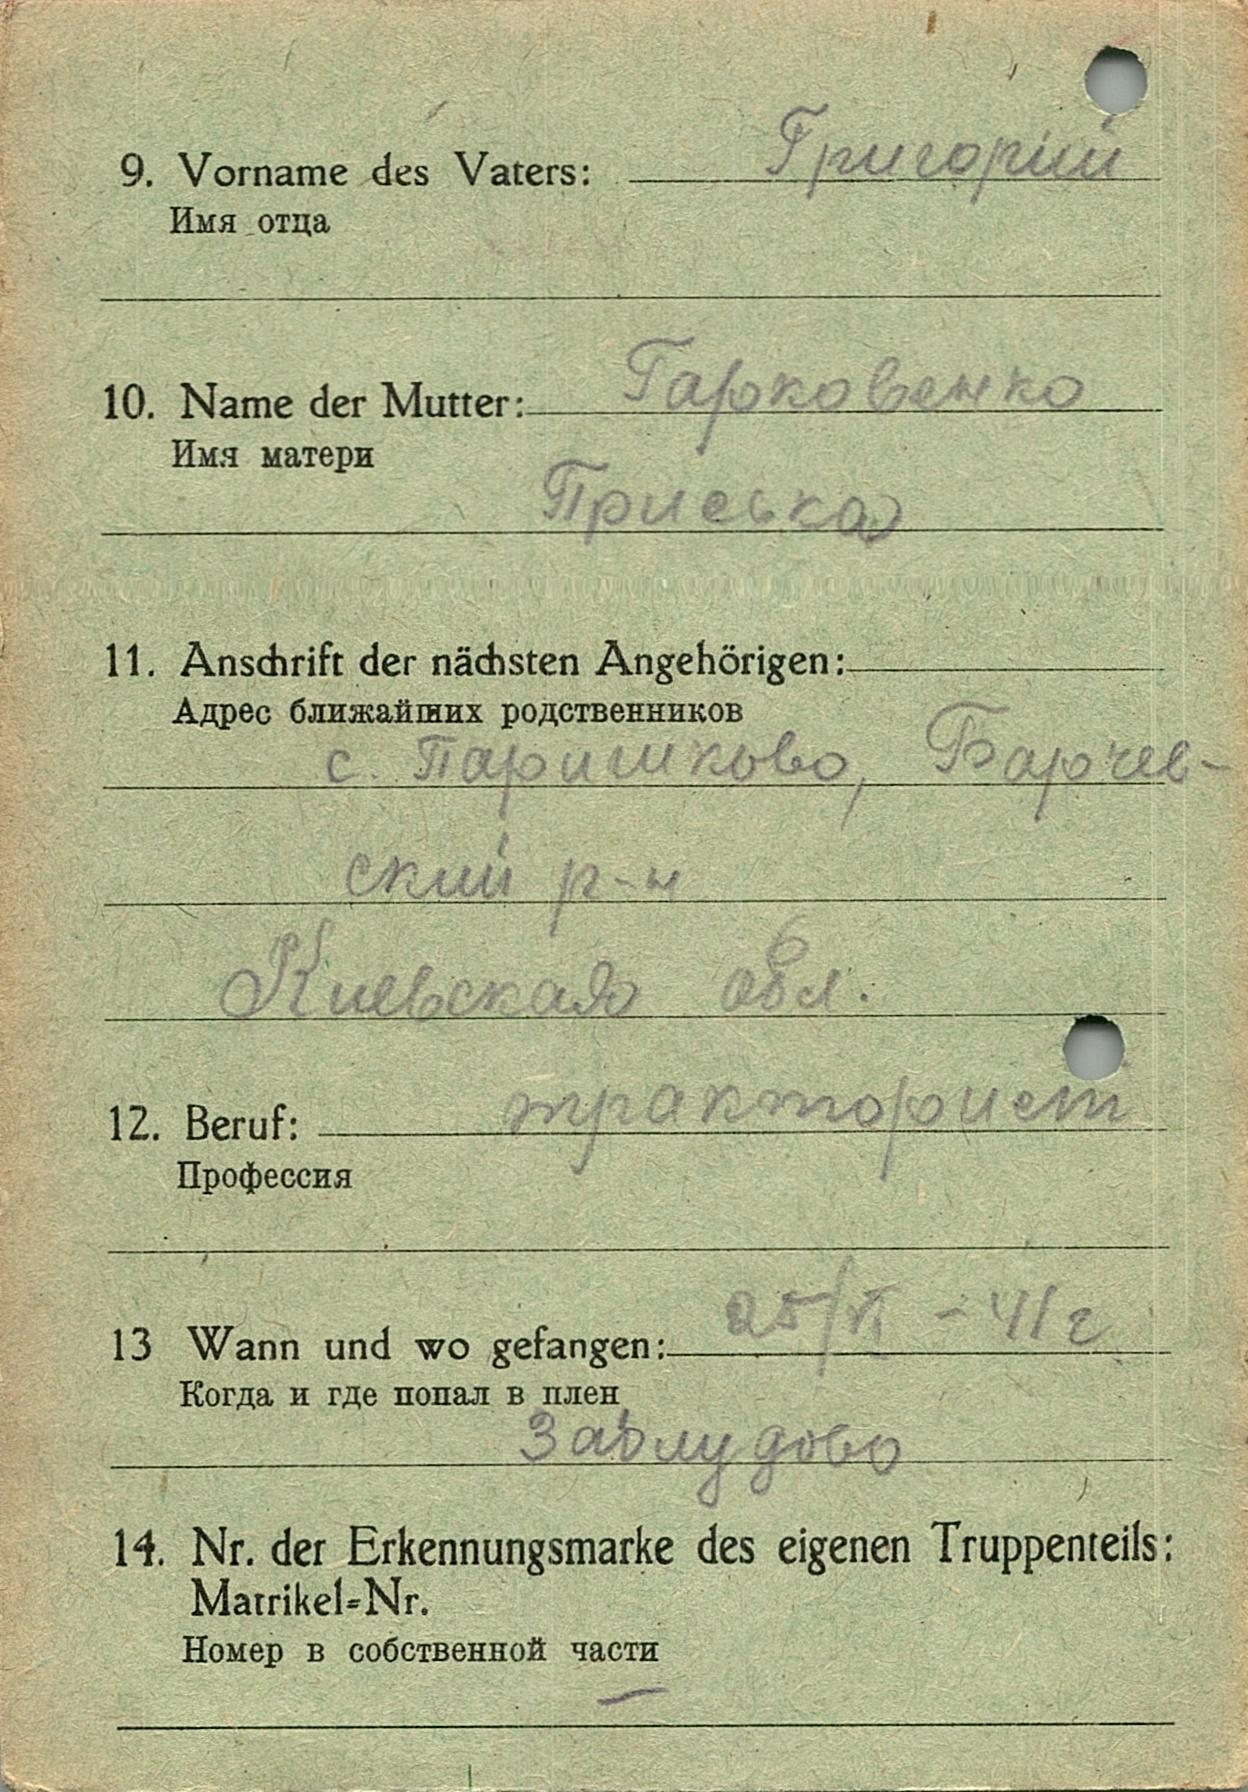 9. Vorname des Vaters: Григорий
Имя отца
10. Name der Mutter: Гарковенко
Имя матери
Приська
11. Anschrift der nächsten Angehörigen:
Адрес ближайших родственников
с. Паришково, Барчев-
ский р-н
Киевская обл.
12. Beruf: тракторист
Профессия
13 Wann und wo gefangen: 25/VI - 41 г
Когда и где попал в плен
Заблудово
14. Nr. der Erkennungsmarke des eigenen Truppenteils:
Matrikel=Nr.
Номер в собственной части
—